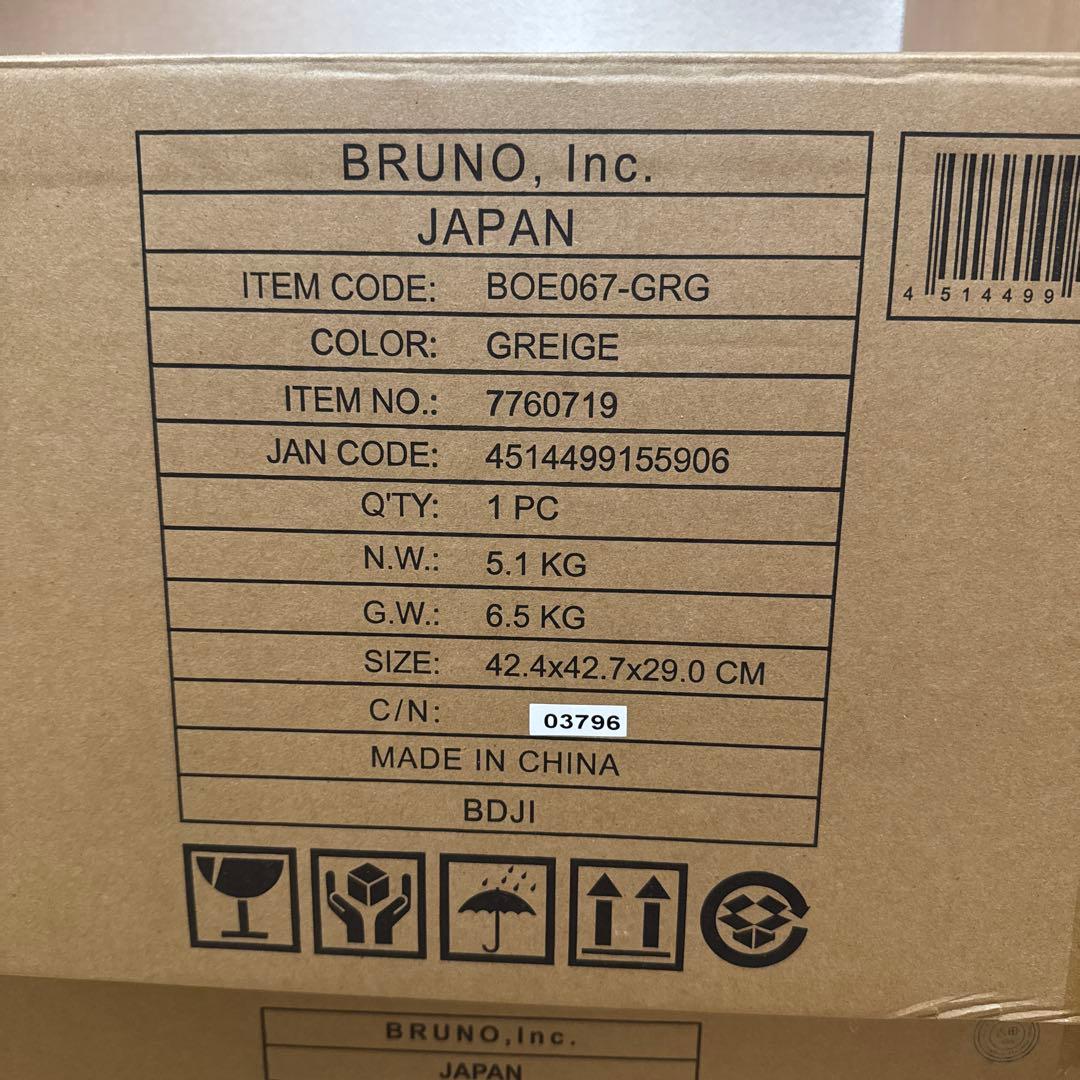 BRUNO, Inc.
JAPAN
ITEM CODE: BOE067-GRG
COLOR: GREIGE
ITEM NO.: 7760719
JAN CODE: 4514499155906
Q'TY: 1 PC
N.W.: 5.1 KG
G.W.: 6.5 KG
SIZE: 42.4x42.7x29.0 CM
C/N: 03796
MADE IN CHINA
BDJI
4 514499
BRUNO,Inc.
JAPAN